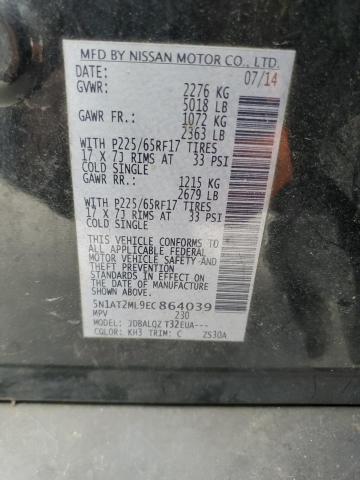 MFD BY NISSAN MOTOR CO., LTD.
DATE: 07/14
GVWR: 2276 KG
5018 LB
GAWR FR.: 1072 KG
2363 LB
WITH P225/65RF17 TIRES
17 X 7J RIMS AT 33 PSI
COLD SINGLE
GAWR RR.: 1215 KG
2679 LB
WITH P225/65RF17 TIRES
17 X 7J RIMS AT 33 PSI
COLD SINGLE
THIS VEHICLE CONFORMS TO
ALL APPLICABLE FEDERAL
MOTOR VEHICLE SAFETY AND
THEFT PREVENTION
STANDARDS IN EFFECT ON
THE DATE OF MANUFACTURE
SHOWN ABOVE.
5N1AT2ML9EC864039
MPV 230
MODEL: JDBALQZ T32EUA---
COLOR: KH3 TRIM: C ZS30A